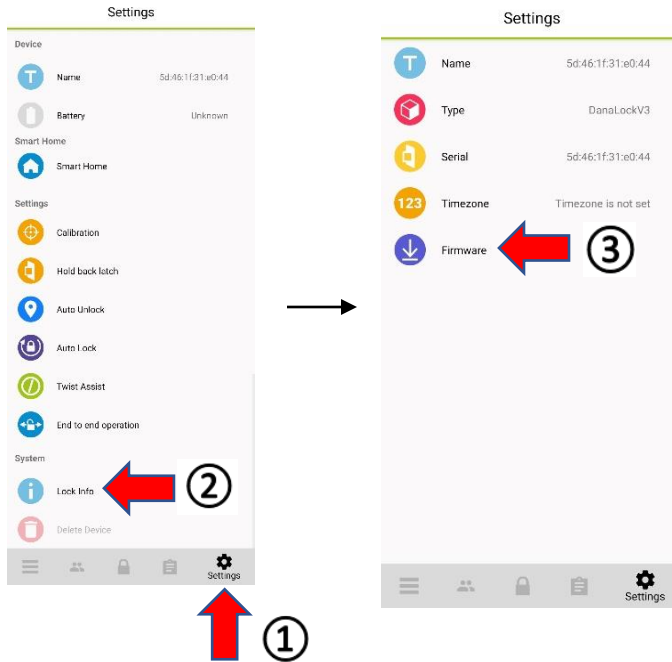 Settings
Device
Name 5d:46:1f:31:e0:44
Battery Unknown
Smart Home
Smart Home
Settings
Calibration
Hold back latch
Auto Unlock
Auto Lock
Twist Assist
End to end operation
System
Lock Info
②
Delete Device
Settings
①
Settings
Name 5d:46:1f:31:e0:44
Type DanaLockV3
Serial 5d:46:1f:31:e0:44
123 Timezone Timezone is not set
Firmware
③
Settings